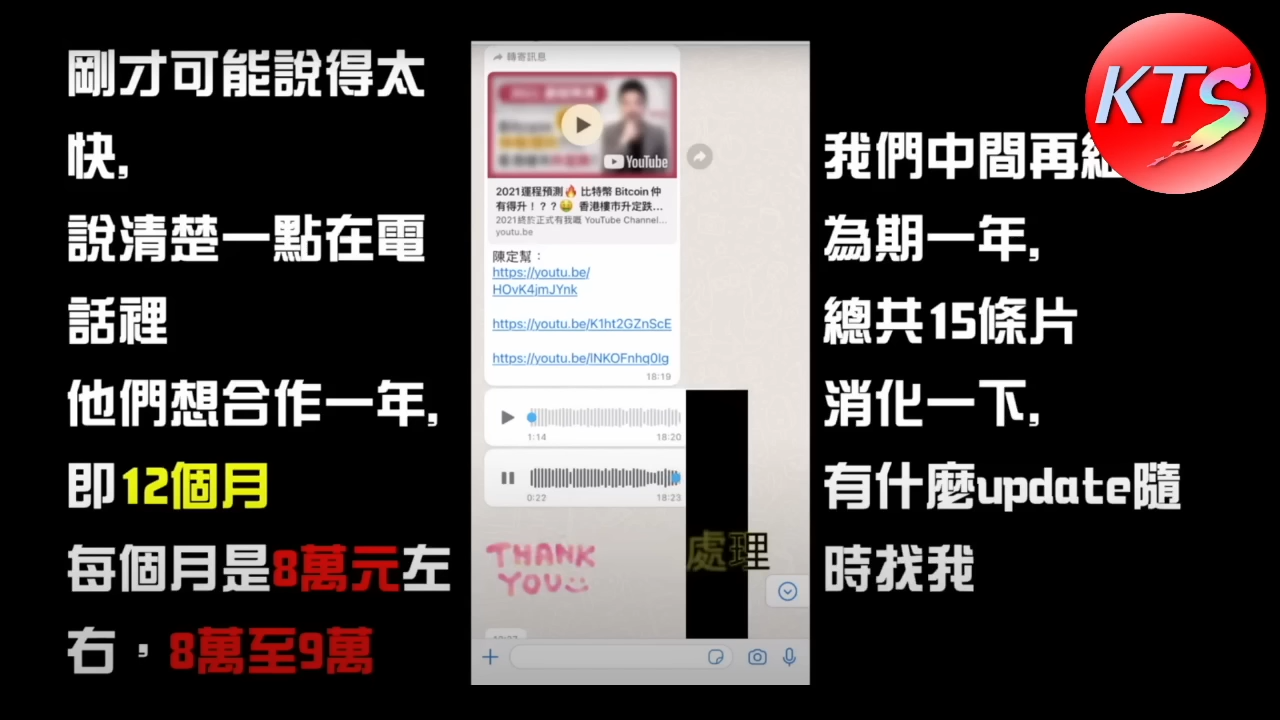 剛才可能說得太
快,
說清楚一點在電
話裡
他們想合作一年,
即12個月
每個月是8萬元左
右，8萬至9萬
轉寄訊息
YouTube
2021運程預測🔥 比特幣 Bitcoin 仲
有得升！？？🤑 香港樓市升定跌...
2021終於正式有我嘅 YouTube Channel...
youtu.be
陳定幫：
https://youtu.be/
HOvK4jmJYnk
https://youtu.be/K1ht2GZnScE
https://youtu.be/lNKOFnhq0Ig
18:19
1:14 18:20
0:22 18:23
THANK
YOU
處理
KTS
我們中間再
為期一年,
總共15條片
消化一下,
有什麼update隨
時找我